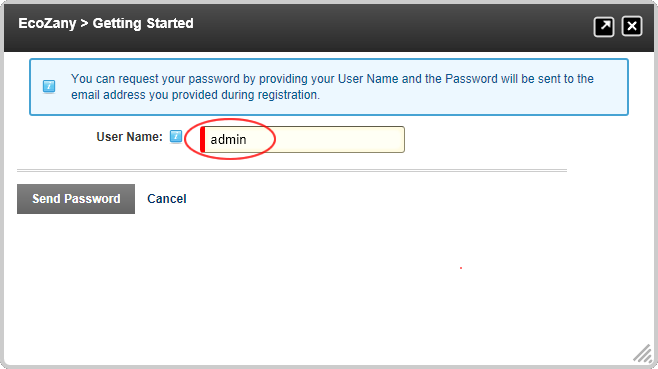 EcoZany > Getting Started
You can request your password by providing your User Name and the Password will be sent to the
email address you provided during registration.
User Name: admin
Send Password Cancel